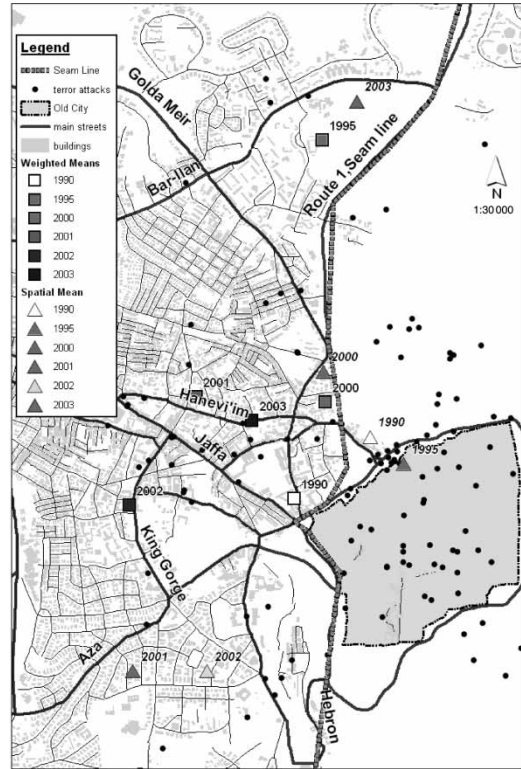 Legend
Seam Line
terror attacks
Old City
main streets
buildings
Weighted Means
1990
1995
2000
2001
2002
2003
Spatial Mean
1990
1995
2000
2001
2002
2003
Golda Meir
2003
1995
Bar-Ilan
Route 1,Seam line
N
1:30 000
2000
2000
2001
Hanevi'im
2003
1990
1995
Jaffa
1990
2002
King Gorge
Aza
2001
2002
Hebron